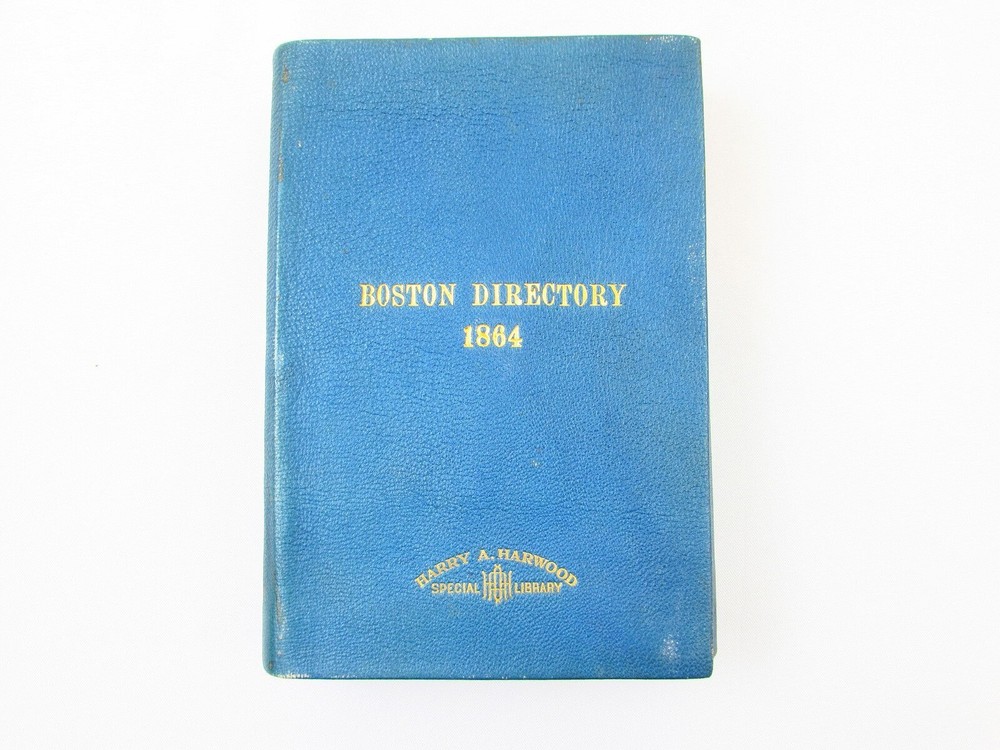 BOSTON DIRECTORY
1864
HARRY A. HARWOOD
SPECIAL LIBRARY